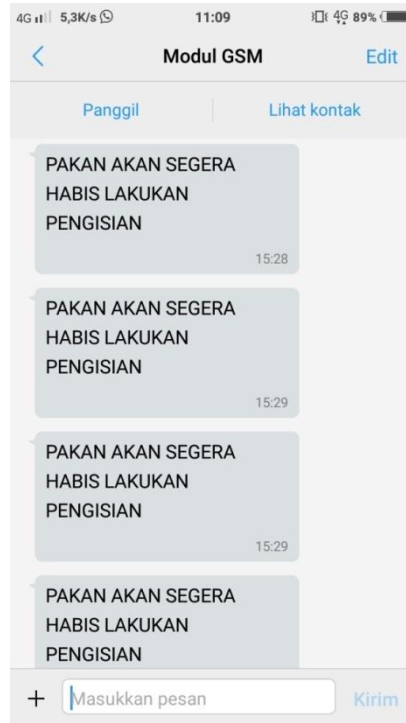 4G 5,3K/s 11:09 4G 89%
Modul GSM Edit
Panggil Lihat kontak
PAKAN AKAN SEGERA
HABIS LAKUKAN
PENGISIAN
15:28
PAKAN AKAN SEGERA
HABIS LAKUKAN
PENGISIAN
15:29
PAKAN AKAN SEGERA
HABIS LAKUKAN
PENGISIAN
15:29
PAKAN AKAN SEGERA
HABIS LAKUKAN
PENGISIAN
+ Masukkan pesan Kirim